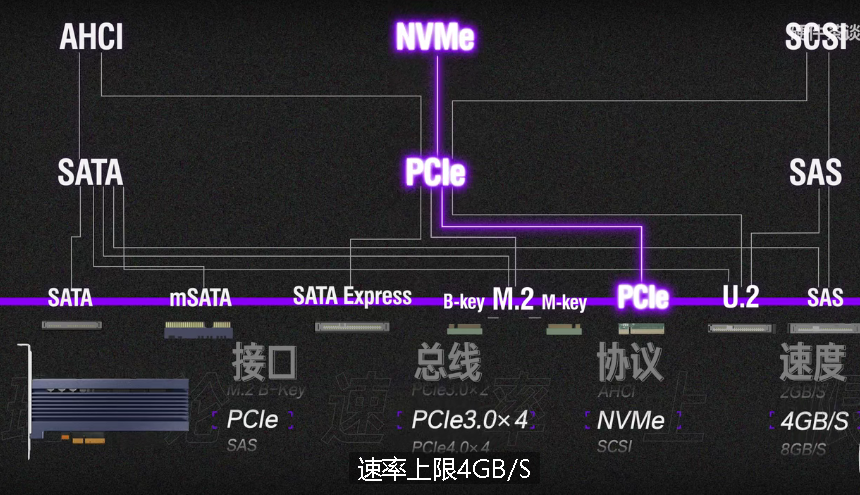 AHCI NVMe SCSI
SATA PCIe SAS
SATA mSATA SATA Express B-key M.2 M-key PCIe U.2 SAS
接口 总线 协议 速度
M.2 B-Key PCIe3.0×2 AHCI 2GB/S
PCIe PCIe3.0×4 NVMe 4GB/S
SAS PCIe4.0×4 SCSI 8GB/S
速率上限4GB/S